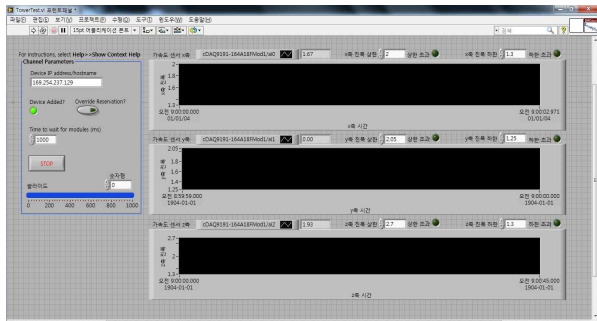 TowerTest.vi 프런트패널 *
파일(F) 편집(E) 보기(V) 프로젝트(P) 수행(O) 도구(T) 윈도우(W) 도움말(H)
15pt 어플리케이션 폰트
검색
For instructions, select Help>>Show Context Help
Channel Parameters
Device IP address/hostname
169.254.237.129
Device Added? Override Reservation?
Time to wait for modules (ms)
1000
STOP
숫자형
슬라이드 0
0 200 400 600 800 1000
가속도 센서 x축 cDAQ9191-164A18FMod1/ai0 1.67 x축 진폭 상한 2 상한 초과 x축 진폭 하한 1.3 하한 초과
진폭
2
1.8
1.6
1.3
오전 9:00:00.000
01/01/04
오전 9:00:02.971
01/01/04
x축 시간
가속도 센서 y축 cDAQ9191-164A18FMod1/ai1 0.00 y축 진폭 상한 2.05 상한 초과 y축 진폭 하한 1.25 하한 초과
진폭
2.05
1.8
1.6
1.4
1.25
오전 8:59:59.000
1904-01-01
오전 9:00:00.000
1904-01-01
y축 시간
가속도 센서 z축 cDAQ9191-164A18FMod1/ai2 1.93 z축 진폭 상한 2.7 상한 초과 z축 진폭 하한 1.3 하한 초과
진폭
2.7
2
1.3
오전 9:00:00.000
1904-01-01
오전 9:00:45.000
1904-01-01
z축 시간